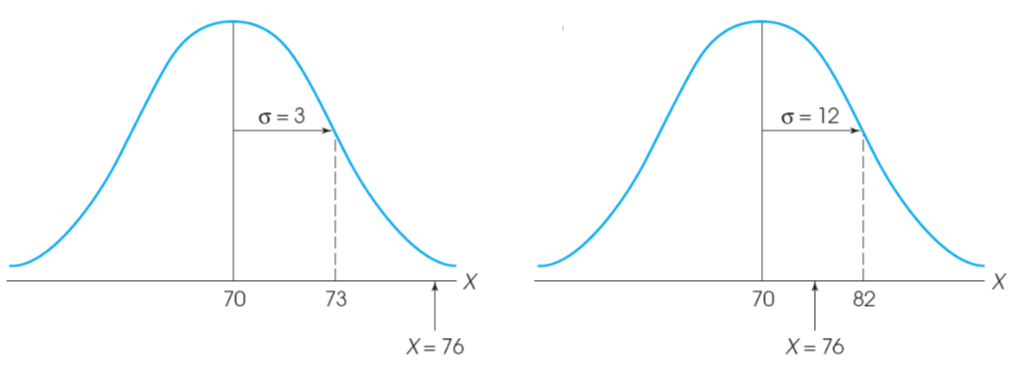 σ = 3
X
70
73
X = 76
σ = 12
X
70
82
X = 76